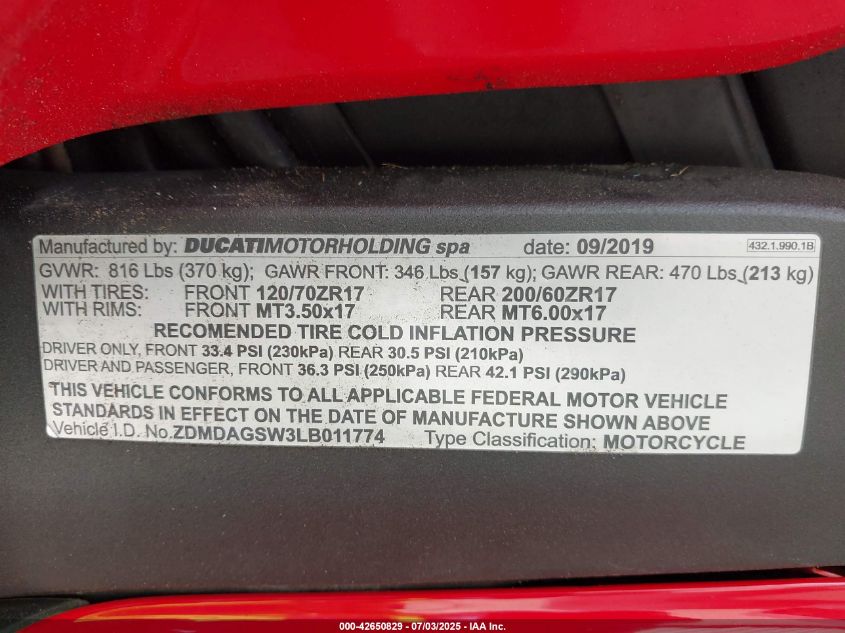 Manufactured by: DUCATIMOTORHOLDING spa date: 09/2019 432.1.990.1B
GVWR: 816 Lbs (370 kg); GAWR FRONT: 346 Lbs.(157 kg); GAWR REAR: 470 Lbs.(213 kg)
WITH TIRES: FRONT 120/70ZR17 REAR 200/60ZR17
WITH RIMS: FRONT MT3.50x17 REAR MT6.00x17
RECOMENDED TIRE COLD INFLATION PRESSURE
DRIVER ONLY, FRONT 33.4 PSI (230kPa) REAR 30.5 PSI (210kPa)
DRIVER AND PASSENGER, FRONT 36.3 PSI (250kPa) REAR 42.1 PSI (290kPa)
THIS VEHICLE CONFORMS TO ALL APPLICABLE FEDERAL MOTOR VEHICLE
STANDARDS IN EFFECT ON THE DATE OF MANUFACTURE SHOWN ABOVE
Vehicle I.D. No.ZDMDAGSW3LB011774 Type Classification: MOTORCYCLE
000-42650829 - 07/03/2025 - IAA Inc.